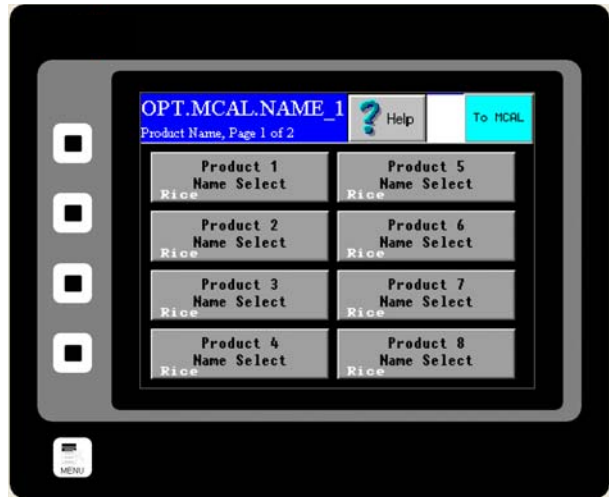 OPT.MCAL.NAME_1
Product Name, Page 1 of 2
? Help
To MCAL
Product 1
Name Select
Rice
Product 5
Name Select
Rice
Product 2
Name Select
Rice
Product 6
Name Select
Rice
Product 3
Name Select
Rice
Product 7
Name Select
Rice
Product 4
Name Select
Rice
Product 8
Name Select
Rice
MENU